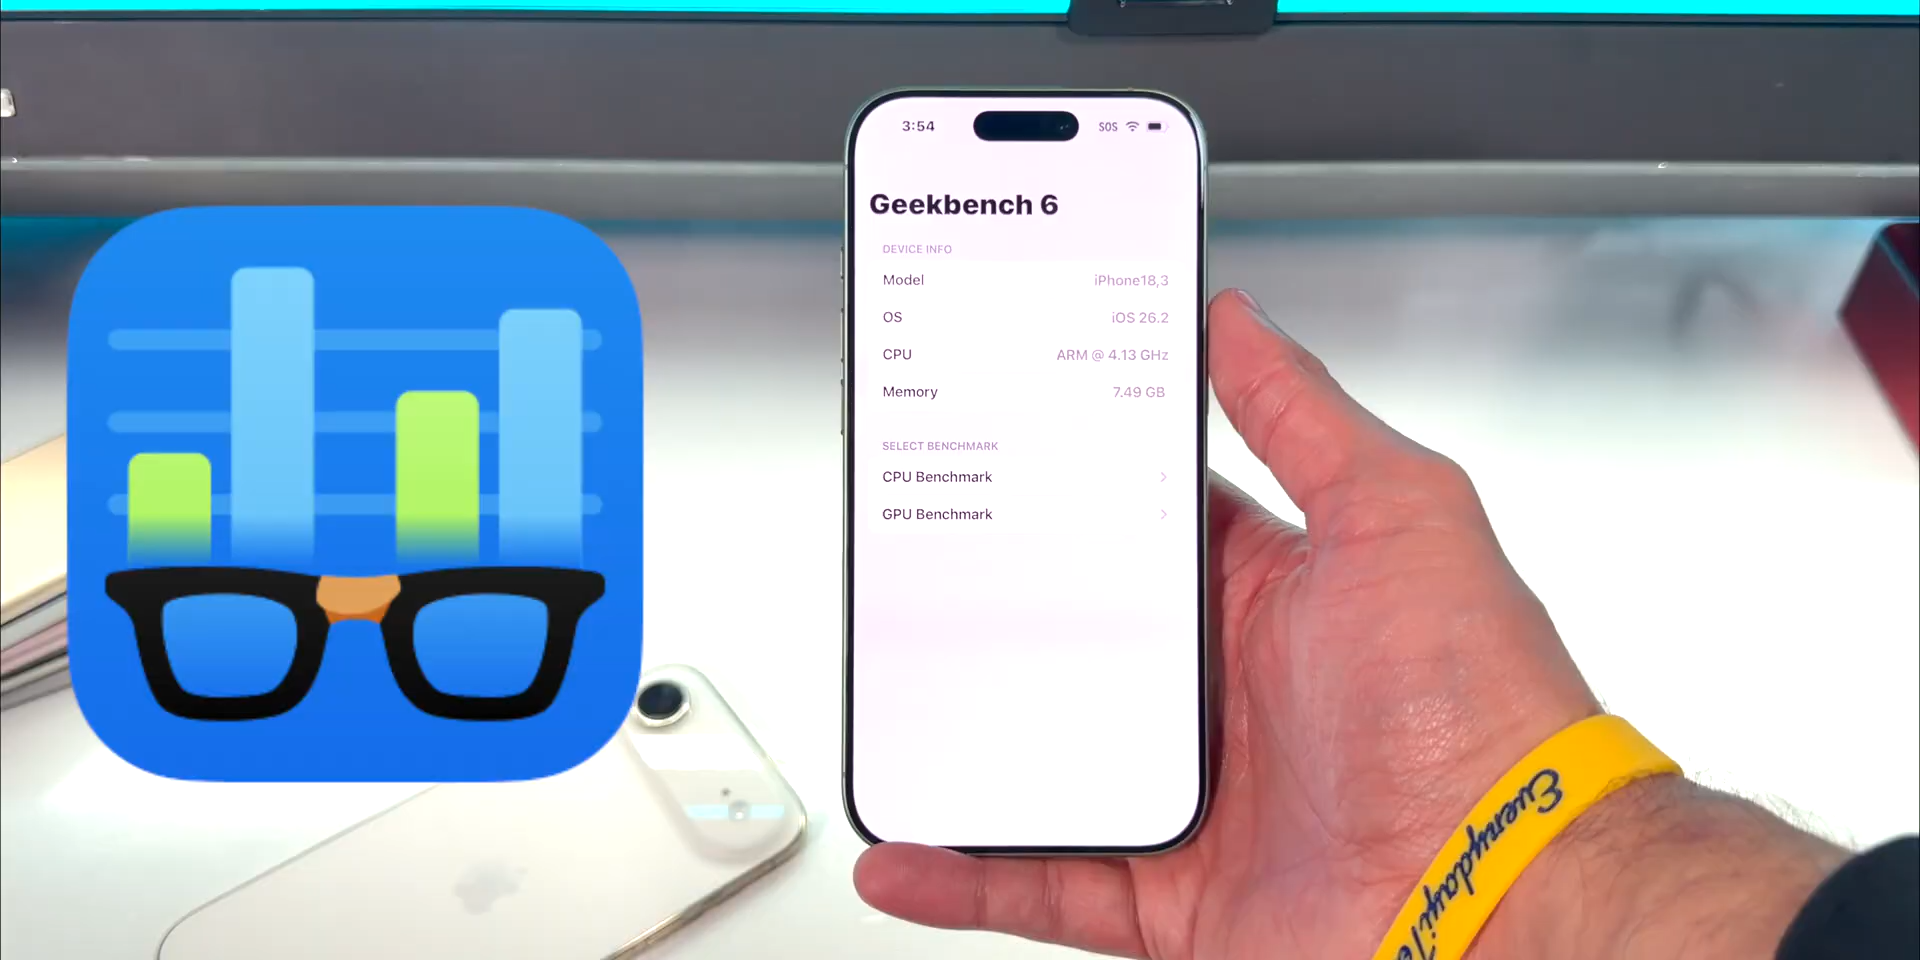 3:54
SOS
Geekbench 6
DEVICE INFO
Model iPhone18,3
OS iOS 26.2
CPU ARM @ 4.13 GHz
Memory 7.49 GB
SELECT BENCHMARK
CPU Benchmark
GPU Benchmark